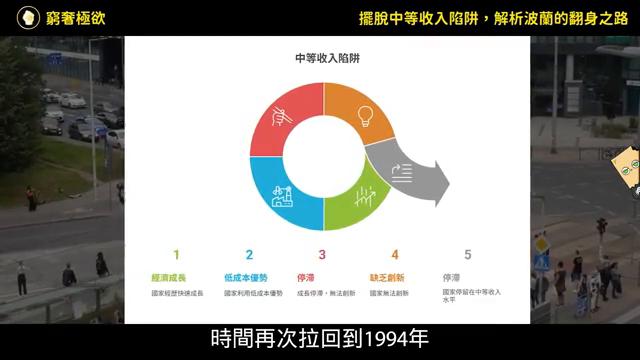 窮奢極欲
擺脫中等收入陷阱，解析波蘭的翻身之路
中等收入陷阱
1
經濟成長
國家經歷快速成長
2
低成本優勢
國家利用低成本優勢
3
停滯
成長停滯，無法創新
4
缺乏創新
國家無法創新
5
停滯
國家停留在中等收入
水平
時間再次拉回到1994年